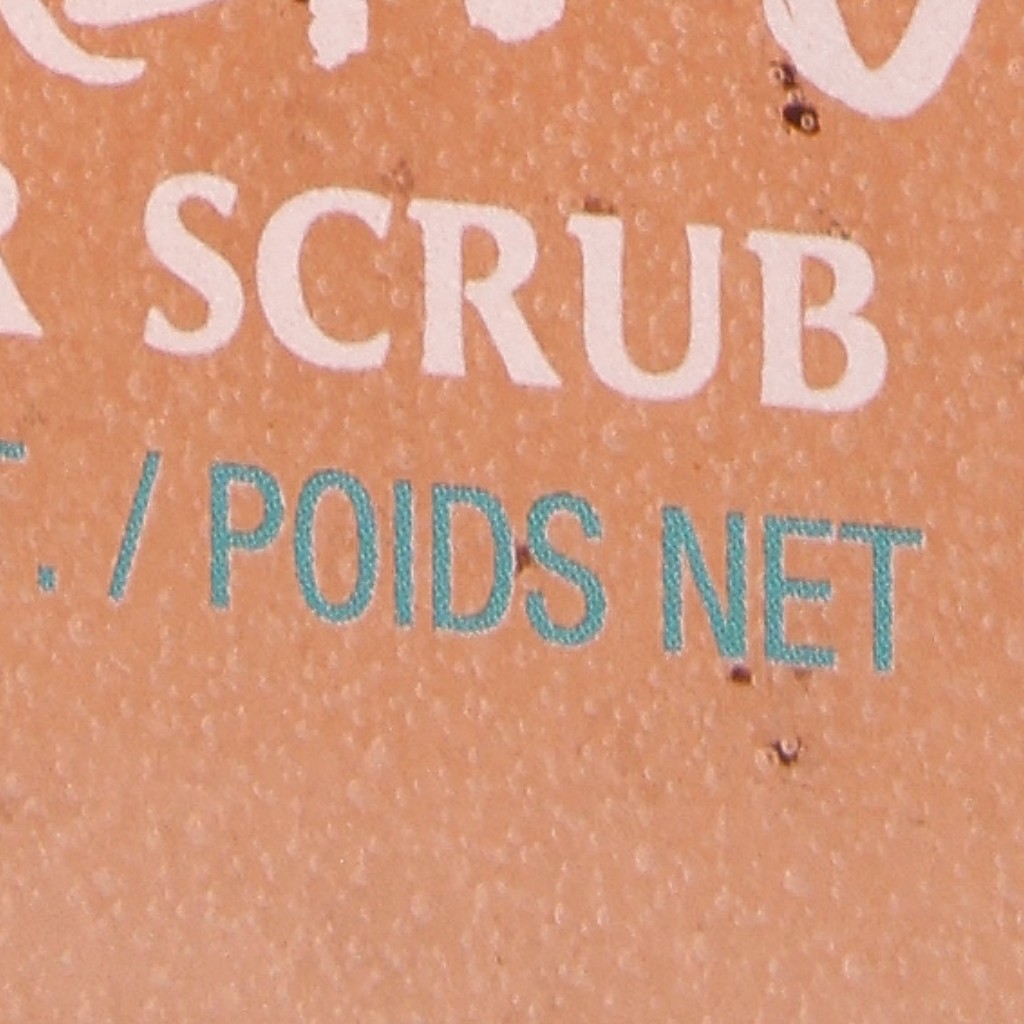 SCRUB
. / POIDS NET